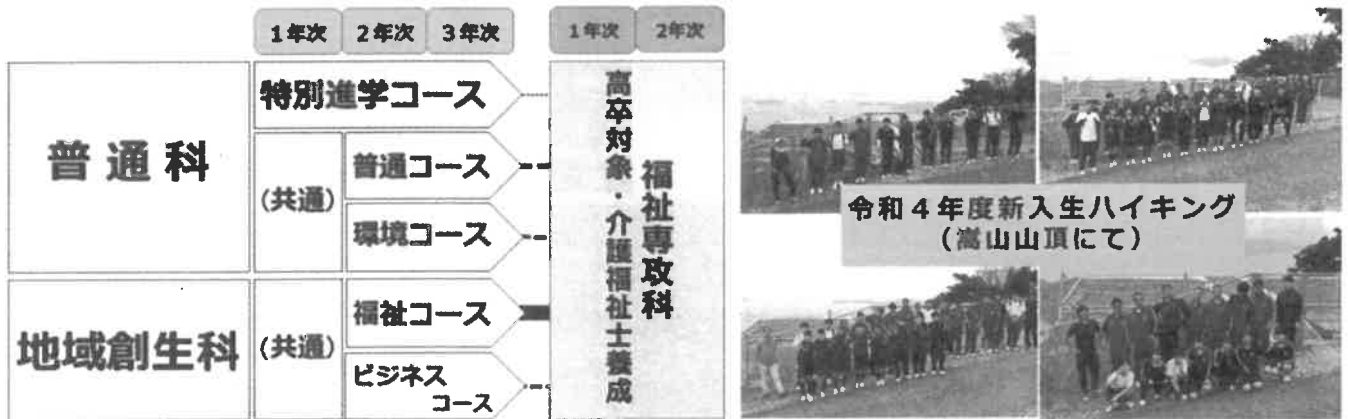 1年次
2年次
3年次
1年次
2年次
普通科
特別進学コース
(共通)
普通コース
環境コース
地域創生科
(共通)
福祉コース
ビジネス
コース
福祉専攻科
高卒対象・介護福祉士養成
令和4年度新入生ハイキング
(嵩山山頂にて)